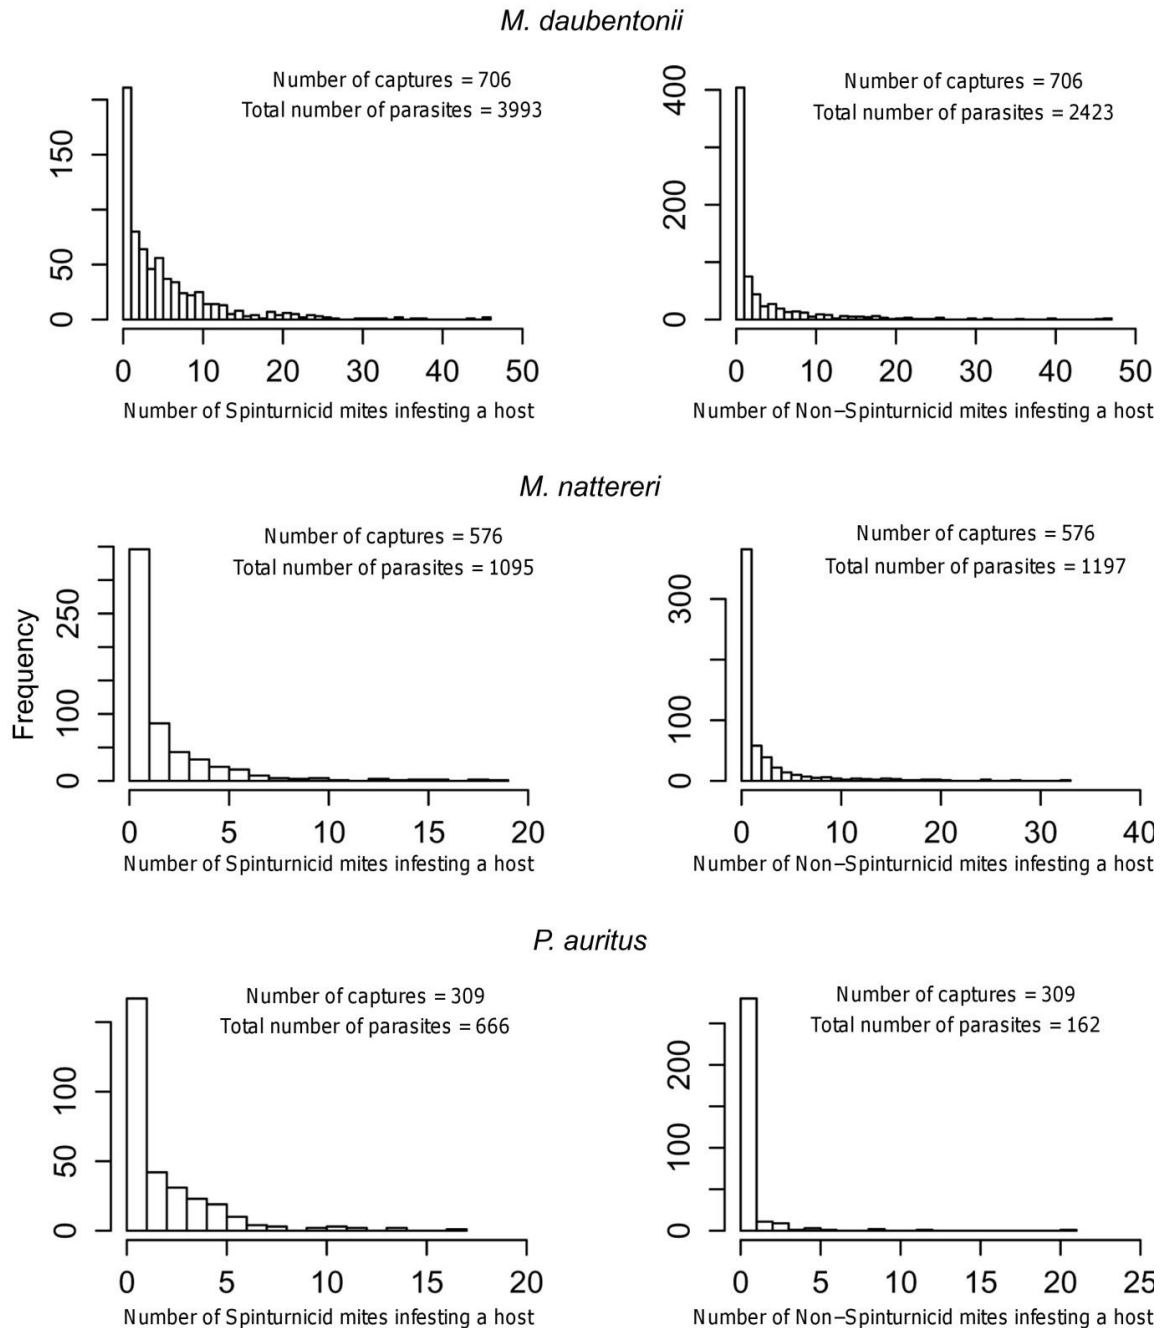 M. daubentonii
Number of captures = 706
Total number of parasites = 3993
150
50
0
0 10 20 30 40 50
Number of Spinturnicid mites infesting a host
Number of captures = 706
Total number of parasites = 2423
400
200
0
0 10 20 30 40 50
Number of Non–Spinturnicid mites infesting a host
M. nattereri
Frequency
Number of captures = 576
Total number of parasites = 1095
250
100
0
0 5 10 15 20
Number of Spinturnicid mites infesting a host
Number of captures = 576
Total number of parasites = 1197
300
100
0
0 10 20 30 40
Number of Non–Spinturnicid mites infesting a host
P. auritus
Number of captures = 309
Total number of parasites = 666
100
50
0
0 5 10 15 20
Number of Spinturnicid mites infesting a host
Number of captures = 309
Total number of parasites = 162
200
100
0
0 5 10 15 20 25
Number of Non–Spinturnicid mites infesting a host